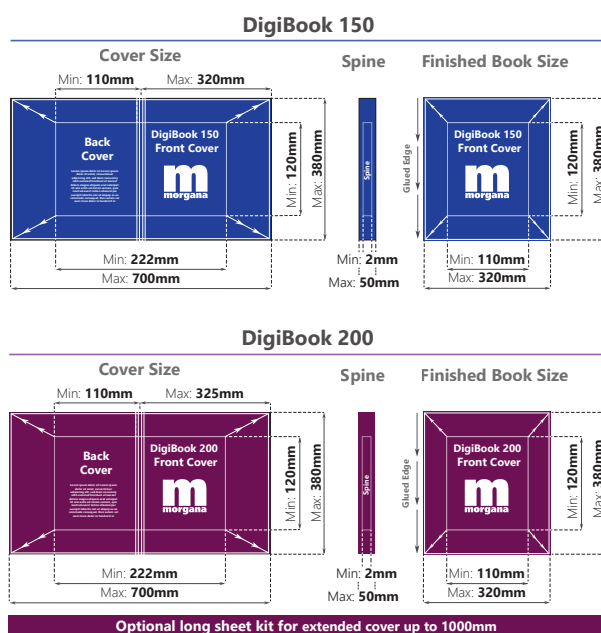 DigiBook 150
Cover Size
Spine
Finished Book Size
Min: 110mm
Max: 320mm
Back
Cover
DigiBook 150
Front Cover
m
morgana
Min: 120mm
Max: 380mm
Spine
Glued Edge
DigiBook 150
Front Cover
m
morgana
Min: 120mm
Max: 380mm
Min: 222mm
Max: 700mm
Min: 2mm
Max: 50mm
Min: 110mm
Max: 320mm
DigiBook 200
Cover Size
Spine
Finished Book Size
Min: 110mm
Max: 325mm
Back
Cover
DigiBook 200
Front Cover
m
morgana
Min: 120mm
Max: 380mm
Spine
Glued Edge
DigiBook 200
Front Cover
m
morgana
Min: 120mm
Max: 380mm
Min: 222mm
Max: 700mm
Min: 2mm
Max: 50mm
Min: 110mm
Max: 320mm
Optional long sheet kit for extended cover up to 1000mm